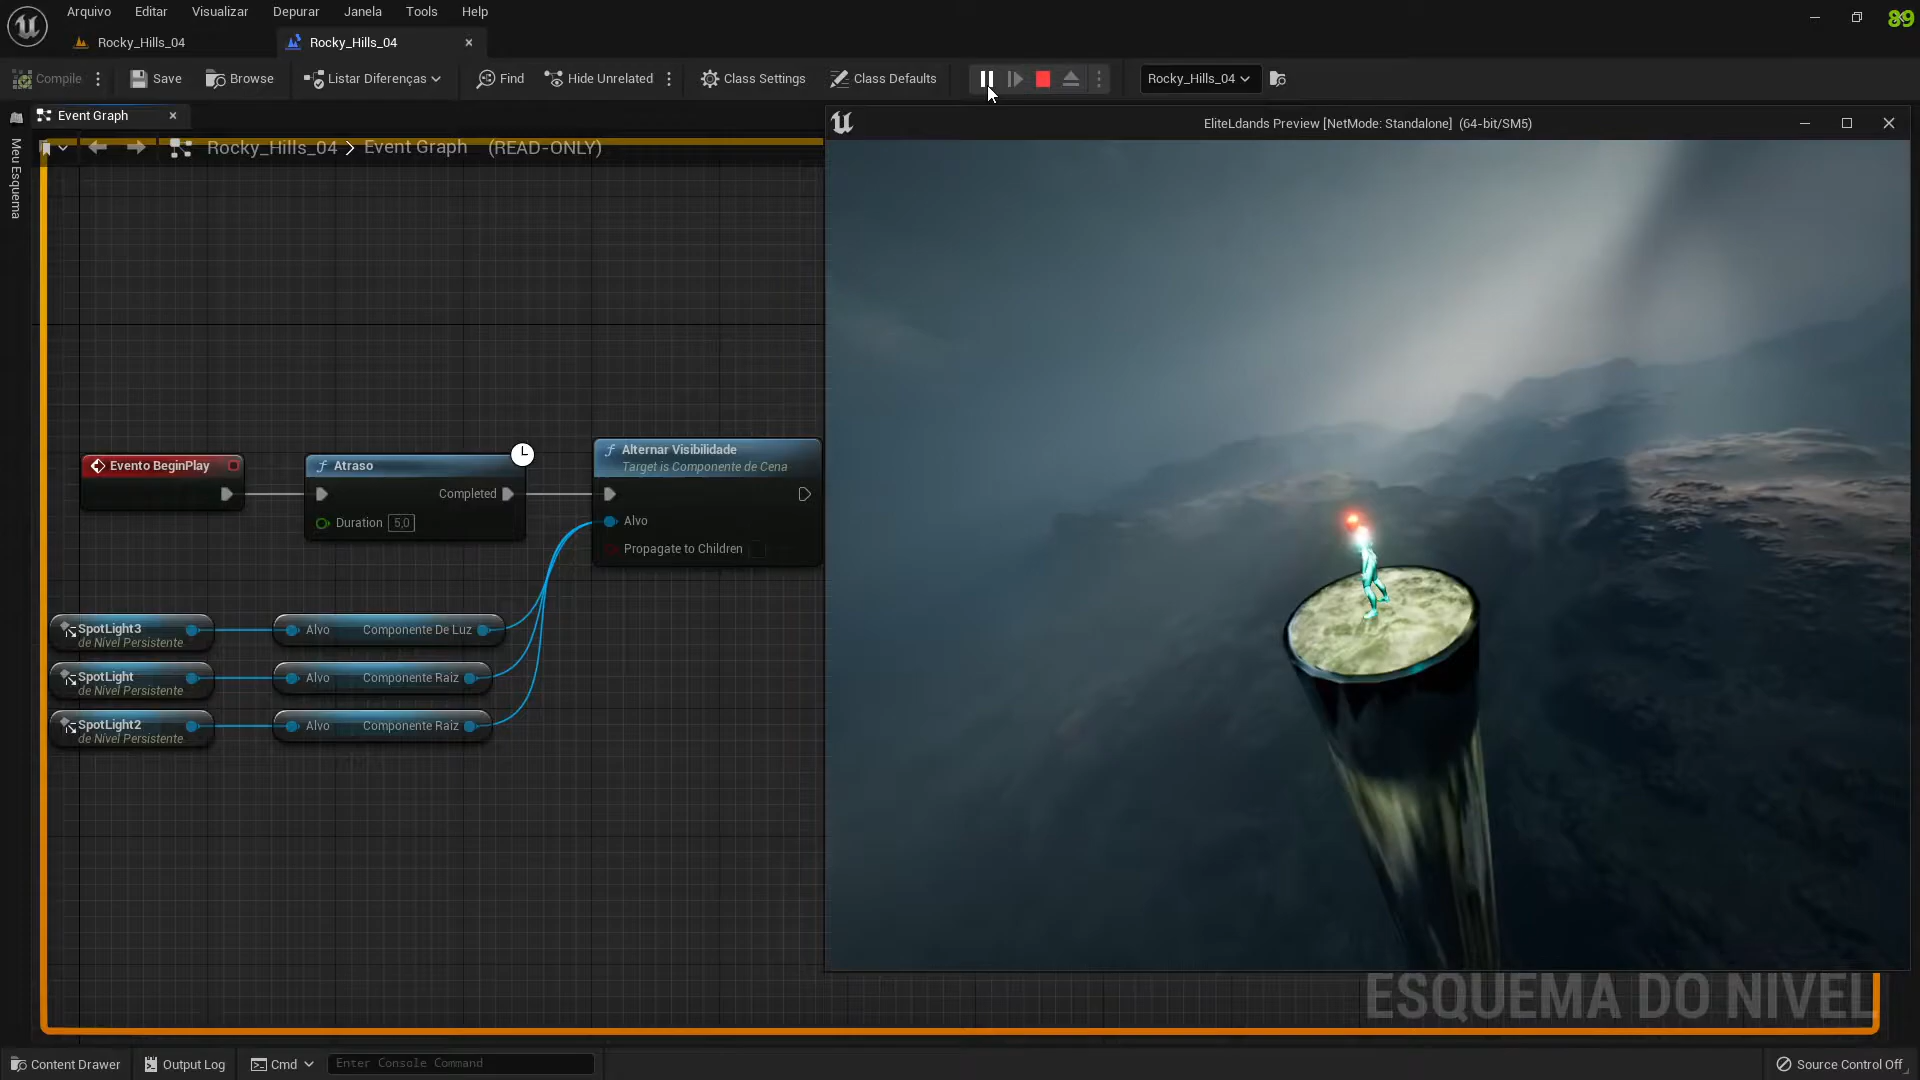 Arquivo Editar Visualizar Depurar Janela Tools Help
89
Rocky_Hills_04 Rocky_Hills_04
Compile Save Browse Listar Diferenças Find Hide Unrelated Class Settings Class Defaults Rocky_Hills_04
Event Graph
EliteLdands Preview [NetMode: Standalone] (64-bit/SM5)
Rocky_Hills_04 > Event Graph (READ-ONLY)
Meu Esquema
Evento BeginPlay
Atraso
Completed
Duration 5,0
Alternar Visibilidade
Target is Componente de Cena
Alvo
Propagate to Children
SpotLight3
de Nível Persistente
Alvo Componente De Luz
SpotLight
de Nível Persistente
Alvo Componente Raiz
SpotLight2
de Nível Persistente
Alvo Componente Raiz
ESQUEMA DO NÍVEL
Content Drawer Output Log Cmd Enter Console Command Source Control Off